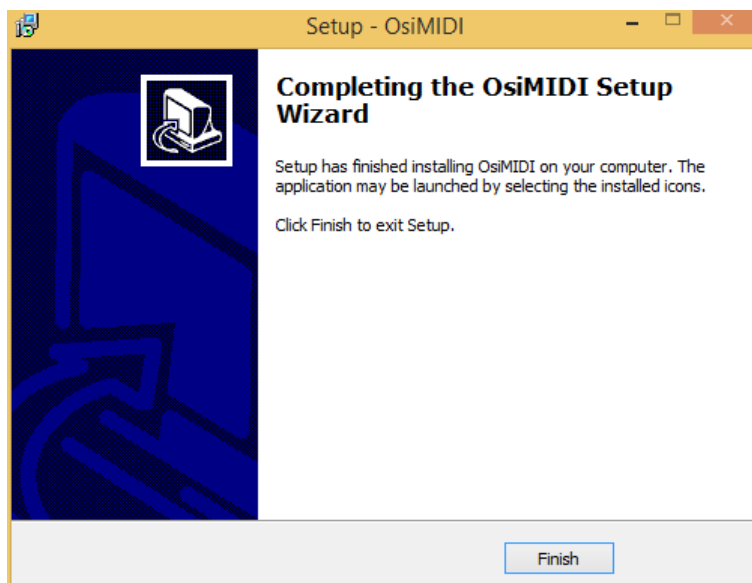 Setup - OsiMIDI
Completing the OsiMIDI Setup
Wizard
Setup has finished installing OsiMIDI on your computer. The
application may be launched by selecting the installed icons.
Click Finish to exit Setup.
Finish